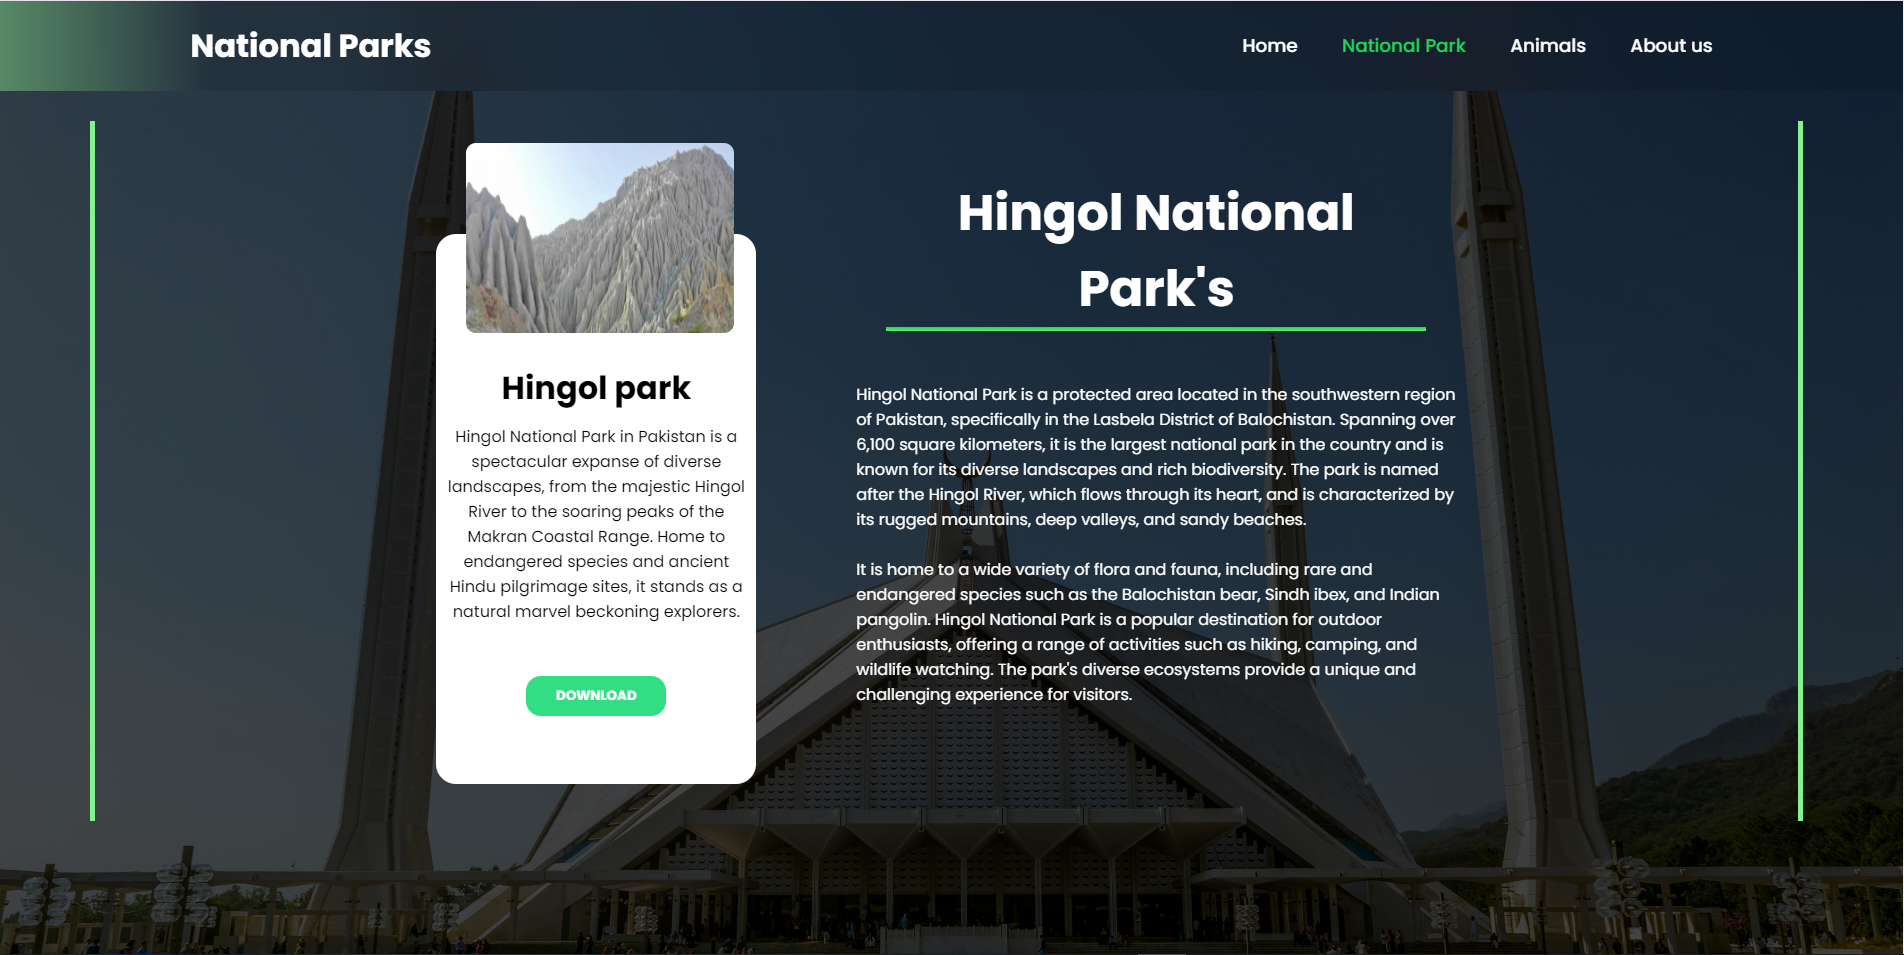 National Parks
Home
National Park
Animals
About us
Hingol park
Hingol National Park in Pakistan is a
spectacular expanse of diverse
landscapes, from the majestic Hingol
River to the soaring peaks of the
Makran Coastal Range. Home to
endangered species and ancient
Hindu pilgrimage sites, it stands as a
natural marvel beckoning explorers.
DOWNLOAD
Hingol National
Park's
Hingol National Park is a protected area located in the southwestern region
of Pakistan, specifically in the Lasbela District of Balochistan. Spanning over
6,100 square kilometers, it is the largest national park in the country and is
known for its diverse landscapes and rich biodiversity. The park is named
after the Hingol River, which flows through its heart, and is characterized by
its rugged mountains, deep valleys, and sandy beaches.
It is home to a wide variety of flora and fauna, including rare and
endangered species such as the Balochistan bear, Sindh ibex, and Indian
pangolin. Hingol National Park is a popular destination for outdoor
enthusiasts, offering a range of activities such as hiking, camping, and
wildlife watching. The park's diverse ecosystems provide a unique and
challenging experience for visitors.